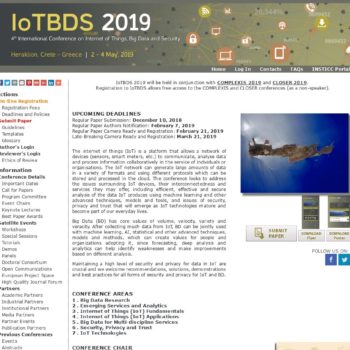 IoTBDS 2019
4th International Conference on Internet of Things, Big Data and Security
Heraklion, Crete - Greece | 2 - 4 May, 2019
Home Log In Contacts FAQs INSTICC Portal
IoTBDS 2019 will be held in conjunction with COMPLEXIS 2019 and CLOSER 2019.
Registration to IoTBDS allows free access to the COMPLEXIS and CLOSER conferences (as a non-speaker).
ctions
n-line Registration
Registration Fees
Deadlines and Policies
ubmit Paper
Guidelines
Templates
Glossary
uthor's Login
eviewer's Login
Ethics of Review
nformation
onference Details
Important Dates
Call for Papers
Program Committee
Event Chairs
Keynote Lectures
Best Paper Awards
atellite Events
Workshops
Special Sessions
Tutorials
Demos
Panels
Doctoral Consortium
Open Communications
European Project Space
High Quality Journal Fast Track
artners
Academic Partners
Industrial Partners
Institutional Partners
Media Partners
Partner Events
Publication Partners
revious Conferences
Events
Abstracts
UPCOMING DEADLINES
Regular Paper Submission: December 10, 2018
Regular Paper Authors Notification: February 7, 2019
Regular Paper Camera Ready and Registration: February 21, 2019
Late-Breaking Camera Ready and Registration: March 21, 2019
The internet of things (IoT) is a platform that allows a network of
devices (sensors, smart meters, etc.) to communicate, analyse data
and process information collaboratively in the service of individuals or
organisations. The IoT network can generate large amounts of data
in a variety of formats and using different protocols which can be
stored and processed in the cloud. The conference looks to address
the issues surrounding IoT devices, their interconnectedness and
services they may offer, including efficient, effective and secure
analysis of the data IoT produces using machine learning and other
advanced techniques, models and tools, and issues of security,
privacy and trust that will emerge as IoT technologies mature and
become part of our everyday lives.
Big Data (BD) has core values of volume, velocity, variety and
veracity. After collecting much data from IoT, BD can be jointly used
with machine learning, AI, statistical and other advanced techniques,
models and methods, which can create values for people and
organizations adopting it, since forecasting, deep analysis and
analytics can help identify weaknesses and make improvements
based on different analysis.
Maintaining a high level of security and privacy for data in IoT are
crucial and we welcome recommendations, solutions, demonstrations
and best practices for all forms of security and privacy for IoT and BD.
CONFERENCE AREAS
1 . Big Data Research
2 . Emerging Services and Analytics
3 . Internet of Things (IoT) Fundamentals
4 . Internet of Things (IoT) Applications
5 . Big Data for Multi-discipline Services
6 . Security, Privacy and Trust
7 . IoT Technologies
CONFERENCE CHAIR
SUBMIT
PAPER
DOWNLOAD
Flyer
DOWNLOAD
Poster
FOLLOW US ON: